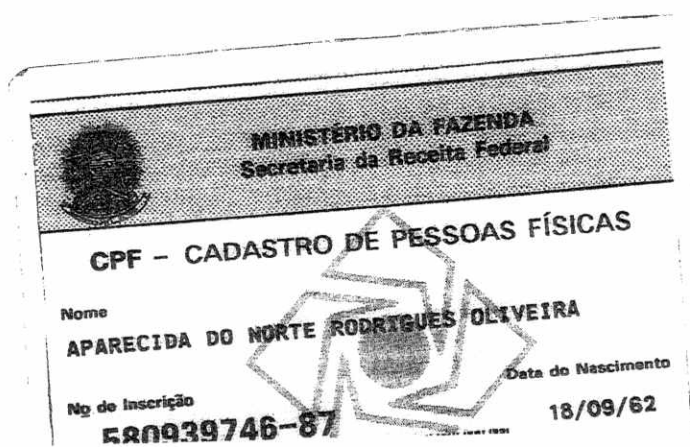 MINISTÉRIO DA FAZENDA
Secretaria da Receita Federal
CPF – CADASTRO DE PESSOAS FÍSICAS
Nome
APARECIDA DO NORTE RODRIGUES OLIVEIRA
Nº de Inscrição
580939746-87
Data do Nascimento
18/09/62